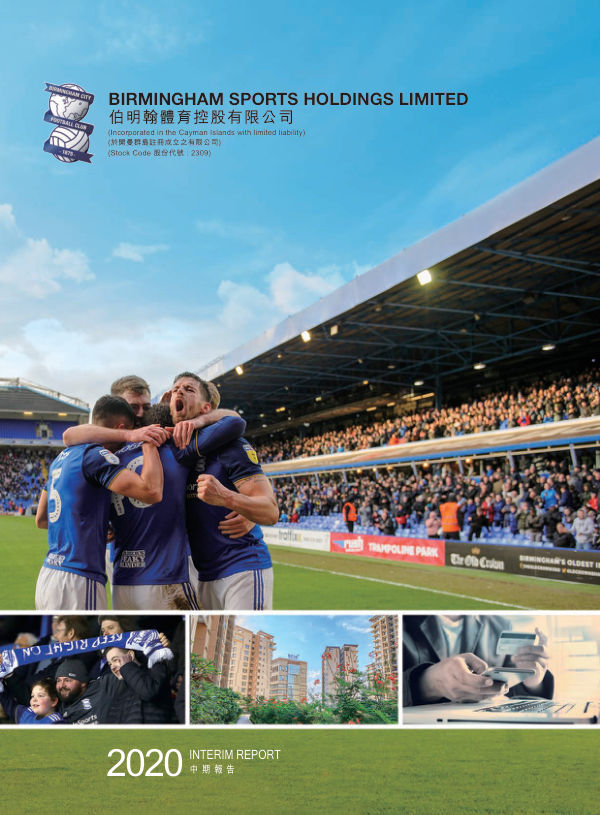 BIRMINGHAM CITY
FOOTBALL CLUB
1875
BIRMINGHAM SPORTS HOLDINGS LIMITED
伯明翰體育控股有限公司
(Incorporated in the Cayman Islands with limited liability)
(於開曼群島註冊成立之有限公司)
(Stock Code 股份代號 : 2309)
rush
TRAMPOLINE PARK
The Old Crown
BIRMINGHAM'S OLDEST
KEEP RIGHT ON
2020
INTERIM REPORT
中期報告